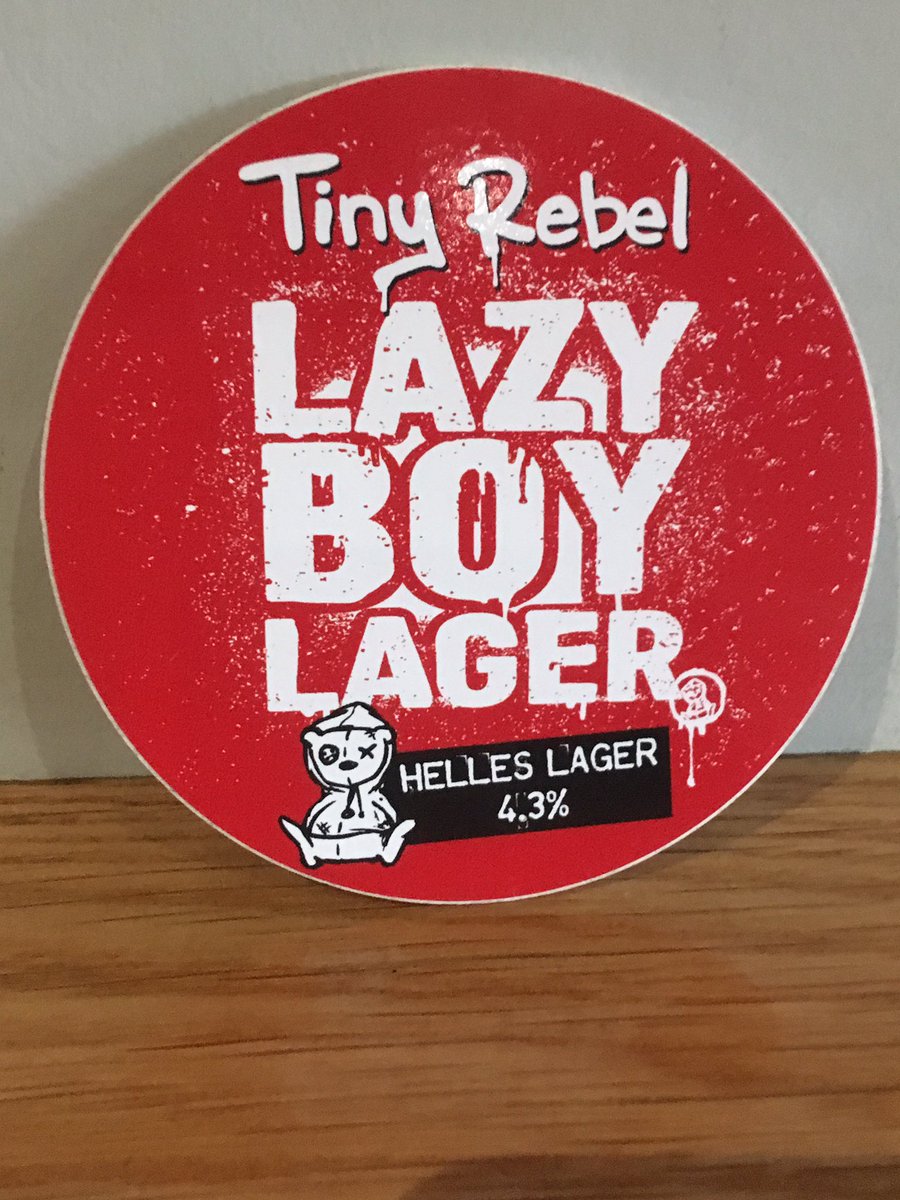 Tiny Rebel
LAZY
BOY
LAGER
HELLES LAGER
4.3%